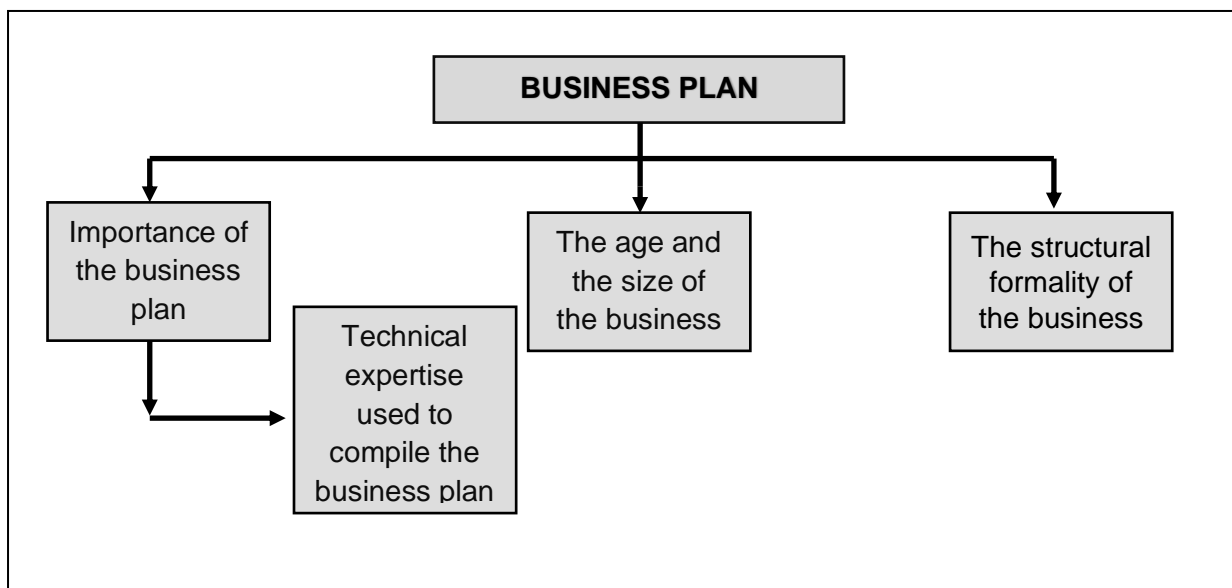 BUSINESS PLAN
Importance of
the business
plan
The age and
the size of
the business
The structural
formality of
the business
Technical
expertise
used to
compile the
business plan